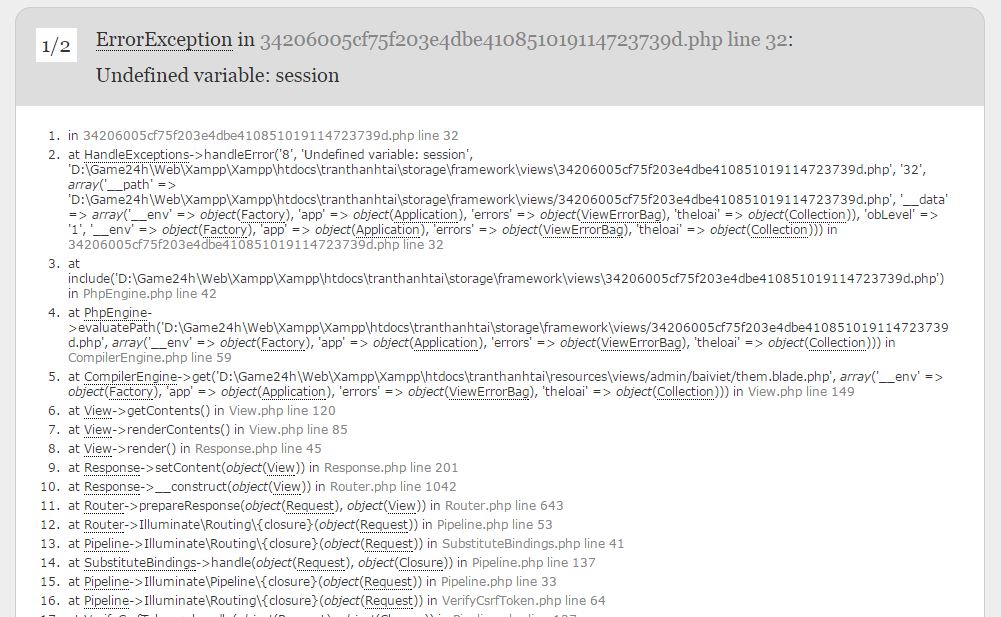 1/2
ErrorException in 34206005cf75f203e4dbe410851019114723739d.php line 32:
Undefined variable: session
1. in 34206005cf75f203e4dbe410851019114723739d.php line 32
2. at HandleExceptions->handleError('8', 'Undefined variable: session',
'D:\Game24h\Web\Xampp\Xampp\htdocs\tranthanhtai\storage\framework\views\34206005cf75f203e4dbe410851019114723739d.php', '32',
array('__path' =>
'D:\Game24h\Web\Xampp\Xampp\htdocs\tranthanhtai\storage\framework\views/34206005cf75f203e4dbe410851019114723739d.php', '__data'
=> array('__env' => object(Factory), 'app' => object(Application), 'errors' => object(ViewErrorBag), 'theloai' => object(Collection)), 'obLevel' =>
'1', '__env' => object(Factory), 'app' => object(Application), 'errors' => object(ViewErrorBag), 'theloai' => object(Collection))) in
34206005cf75f203e4dbe410851019114723739d.php line 32
3. at
include('D:\Game24h\Web\Xampp\Xampp\htdocs\tranthanhtai\storage\framework\views\34206005cf75f203e4dbe410851019114723739d.php')
in PhpEngine.php line 42
4. at PhpEngine-
>evaluatePath('D:\Game24h\Web\Xampp\Xampp\htdocs\tranthanhtai\storage\framework\views/34206005cf75f203e4dbe410851019114723739
d.php', array('__env' => object(Factory), 'app' => object(Application), 'errors' => object(ViewErrorBag), 'theloai' => object(Collection))) in
CompilerEngine.php line 59
5. at CompilerEngine->get('D:\Game24h\Web\Xampp\Xampp\htdocs\tranthanhtai\resources\views/admin/baiviet/them.blade.php', array('__env' =>
object(Factory), 'app' => object(Application), 'errors' => object(ViewErrorBag), 'theloai' => object(Collection))) in View.php line 149
6. at View->getContents() in View.php line 120
7. at View->renderContents() in View.php line 85
8. at View->render() in Response.php line 45
9. at Response->setContent(object(View)) in Response.php line 201
10. at Response->__construct(object(View)) in Router.php line 1042
11. at Router->prepareResponse(object(Request), object(View)) in Router.php line 643
12. at Router->Illuminate\Routing\{closure}(object(Request)) in Pipeline.php line 53
13. at Pipeline->Illuminate\Routing\{closure}(object(Request)) in SubstituteBindings.php line 41
14. at SubstituteBindings->handle(object(Request), object(Closure)) in Pipeline.php line 137
15. at Pipeline->Illuminate\Pipeline\{closure}(object(Request)) in Pipeline.php line 33
16. at Pipeline->Illuminate\Routing\{closure}(object(Request)) in VerifyCsrfToken.php line 64